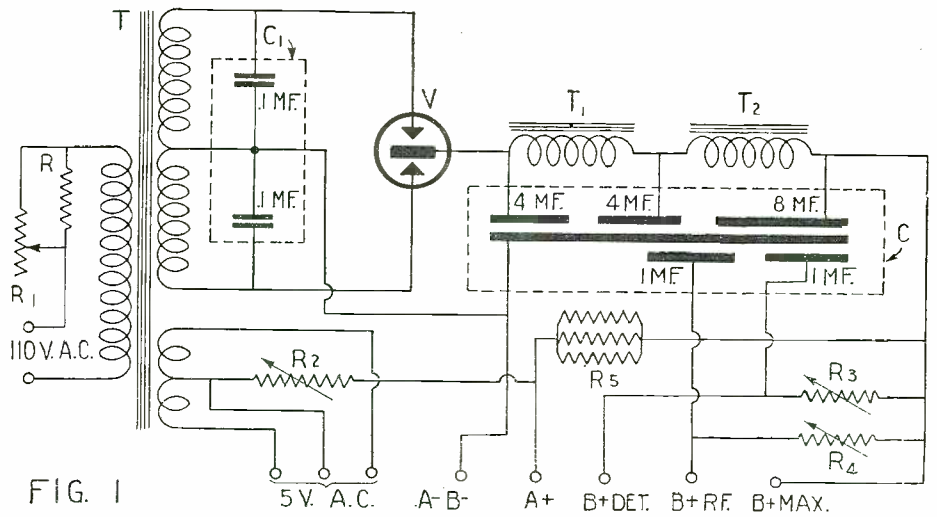 T
C1
.1 MF.
.1 MF.
V
T1
T2
4 MF.
4 MF.
8 MF.
C
1 MF.
1 MF.
R
R1
110 V. A.C.
R2
R5
R3
R4
FIG. 1
5 V. A.C.
A- B-
A+
B+ DET.
B+ R.F.
B+ MAX.